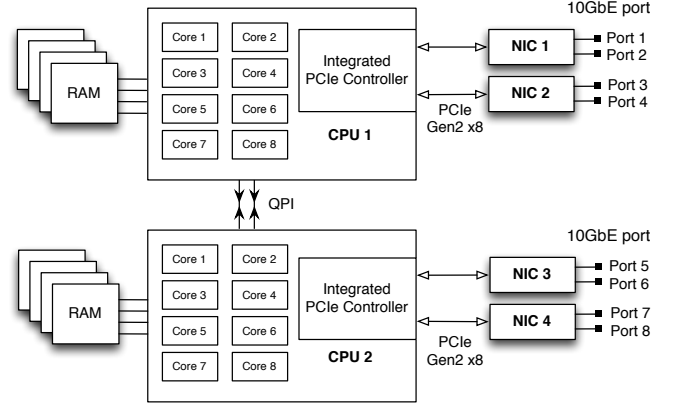 10GbE port
Core 1
Core 2
Integrated
PCIe Controller
NIC 1
Port 1
Port 2
Core 3
Core 4
RAM
NIC 2
Port 3
Port 4
Core 5
Core 6
PCIe
Gen2 x8
Core 7
Core 8
CPU 1
QPI
10GbE port
Core 1
Core 2
Integrated
PCIe Controller
NIC 3
Port 5
Port 6
Core 3
Core 4
RAM
NIC 4
Port 7
Port 8
Core 5
Core 6
PCIe
Gen2 x8
Core 7
Core 8
CPU 2